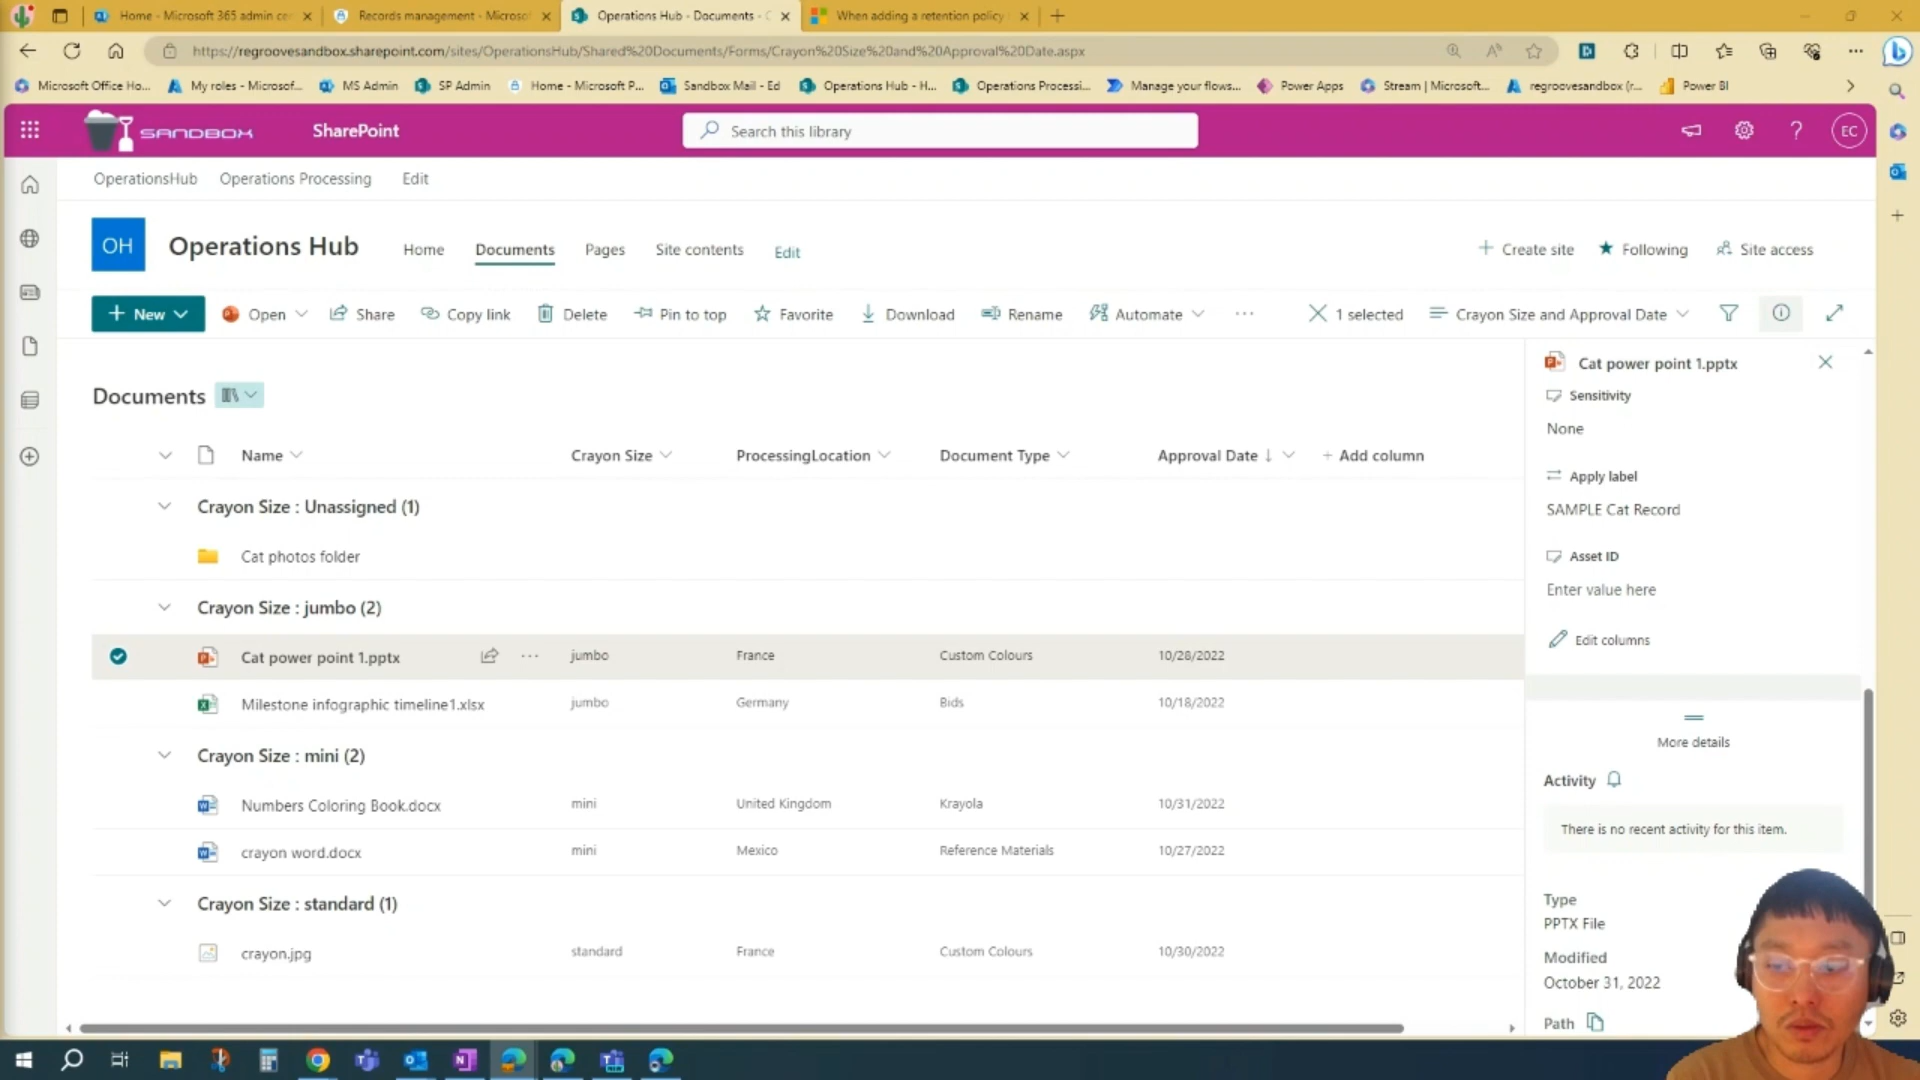 Home - Microsoft 365 admin cer
Records management - Microsof
Operations Hub - Documents - C
When adding a retention policy
https://regroovesandbox.sharepoint.com/sites/OperationsHub/Shared%20Documents/Forms/Crayon%20Size%20and%20Approval%20Date.aspx
Microsoft Office Ho...
My roles - Microsof...
MS Admin
SP Admin
Home - Microsoft P...
Sandbox Mail - Ed
Operations Hub - H...
Operations Processi...
Manage your flows...
Power Apps
Stream | Microsoft...
regroovesandbox (r...
Power BI
SANDBOX
SharePoint
Search this library
EC
OperationsHub
Operations Processing
Edit
OH
Operations Hub
Home
Documents
Pages
Site contents
Edit
Create site
Following
Site access
New
Open
Share
Copy link
Delete
Pin to top
Favorite
Download
Rename
Automate
1 selected
Crayon Size and Approval Date
Documents
Name
Crayon Size
ProcessingLocation
Document Type
Approval Date
Add column
Crayon Size : Unassigned (1)
Cat photos folder
Crayon Size : jumbo (2)
Cat power point 1.pptx
jumbo
France
Custom Colours
10/28/2022
Milestone infographic timeline1.xlsx
jumbo
Germany
Bids
10/18/2022
Crayon Size : mini (2)
Numbers Coloring Book.docx
mini
United Kingdom
Krayola
10/31/2022
crayon word.docx
mini
Mexico
Reference Materials
10/27/2022
Crayon Size : standard (1)
crayon.jpg
standard
France
Custom Colours
10/30/2022
Cat power point 1.pptx
Sensitivity
None
Apply label
SAMPLE Cat Record
Asset ID
Enter value here
Edit columns
More details
Activity
There is no recent activity for this item.
Type
PPTX File
Modified
October 31, 2022
Path